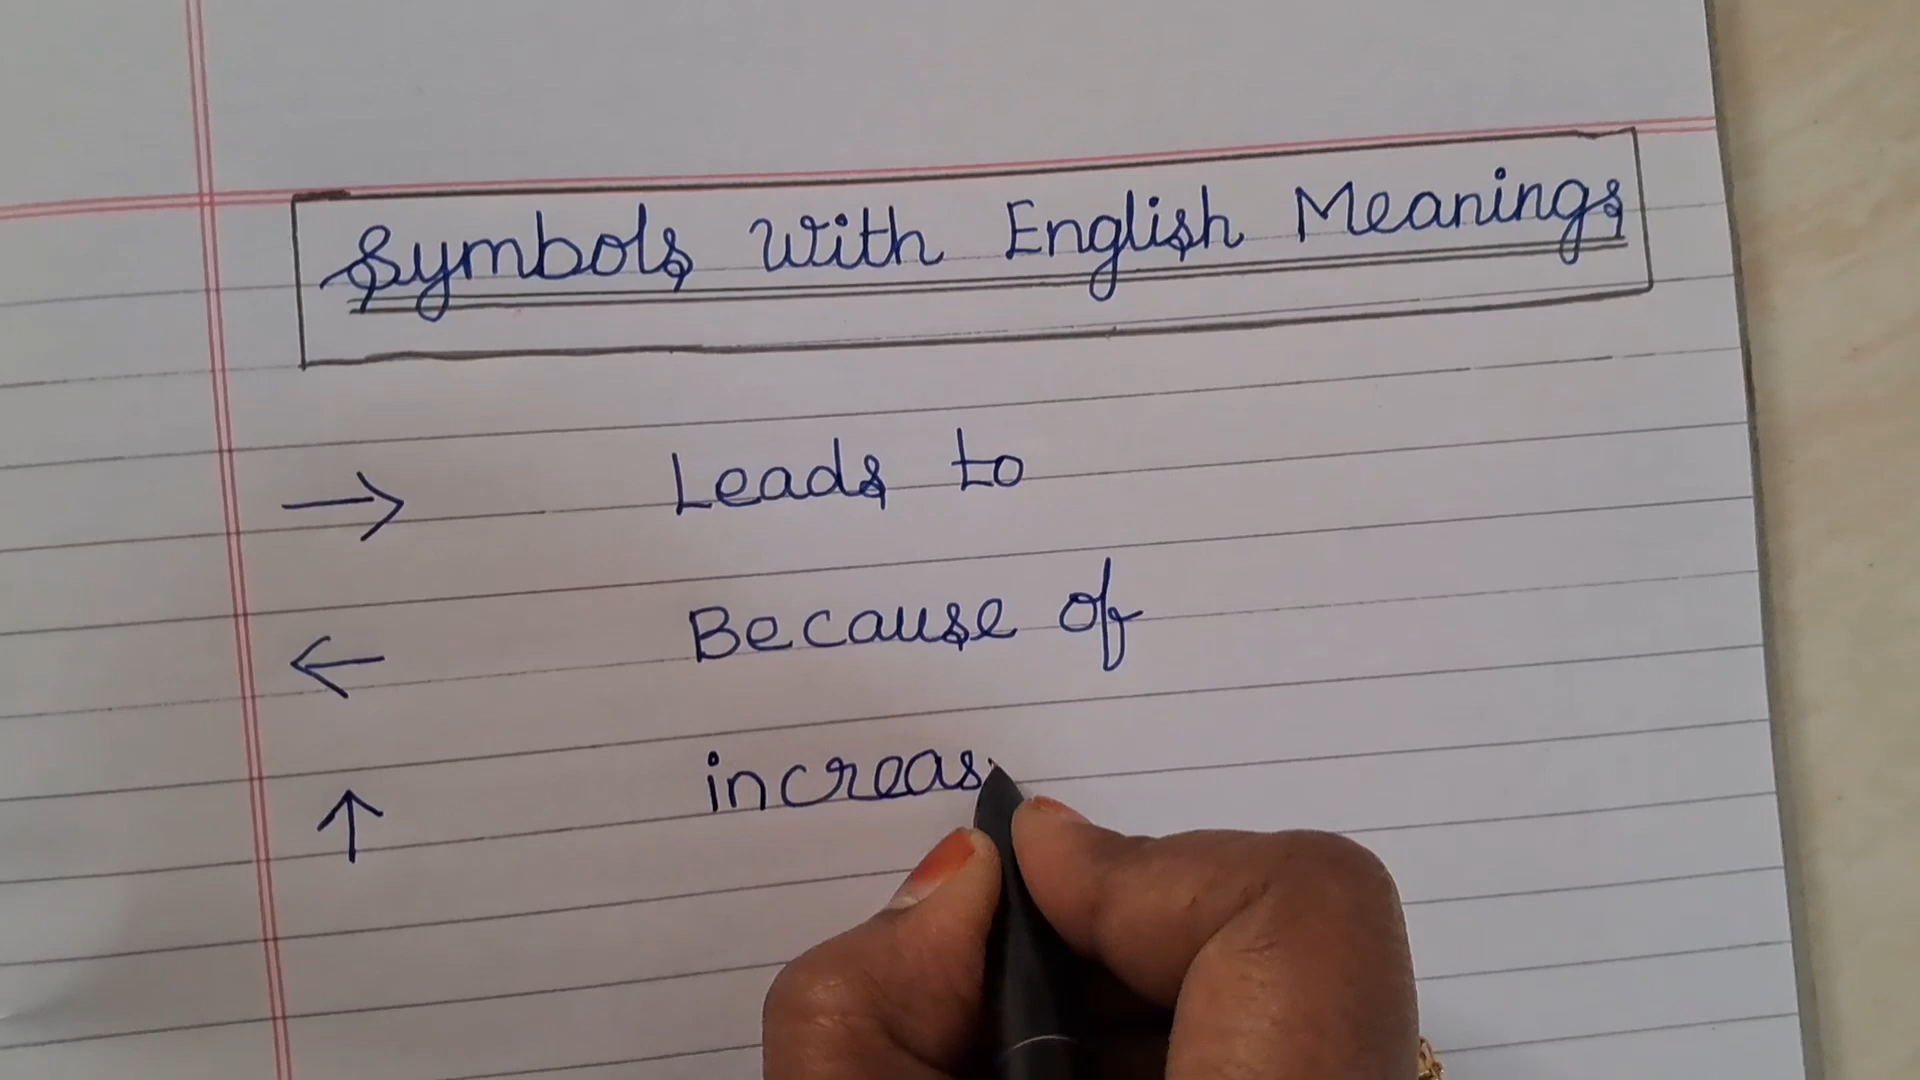 Symbols with English Meanings
→ Leads to
← Because of
↑ increas